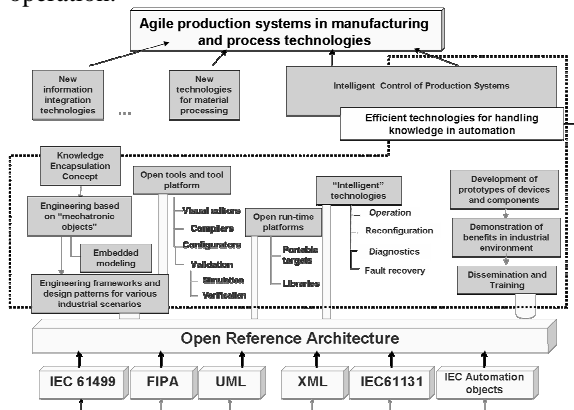 operation.
Agile production systems in manufacturing
and process technologies
New
information
integration
technologies
...
New
technologies
for material
processing
Intelligent Control of Production Systems
Efficient technologies for handling
knowledge in automation
Knowledge
Encapsulation
Concept
Engineering based
on "mechatronic
objects"
Embedded
modeling
Engineering frameworks and
design patterns for various
industrial scenarios
Open tools and tool
platform
Visual editors
Compilers
Configurators
Validation
Simulation
Verification
Open run-time
platforms
Portable
targets
Libraries
"Intelligent"
technologies
Operation
Reconfiguration
Diagnostics
Fault recovery
Development of
prototypes of devices
and components
Demonstration of
benefits in industrial
environment
Dissemination and
Training
Open Reference Architecture
IEC 61499
FIPA
UML
XML
IEC61131
IEC Automation
objects